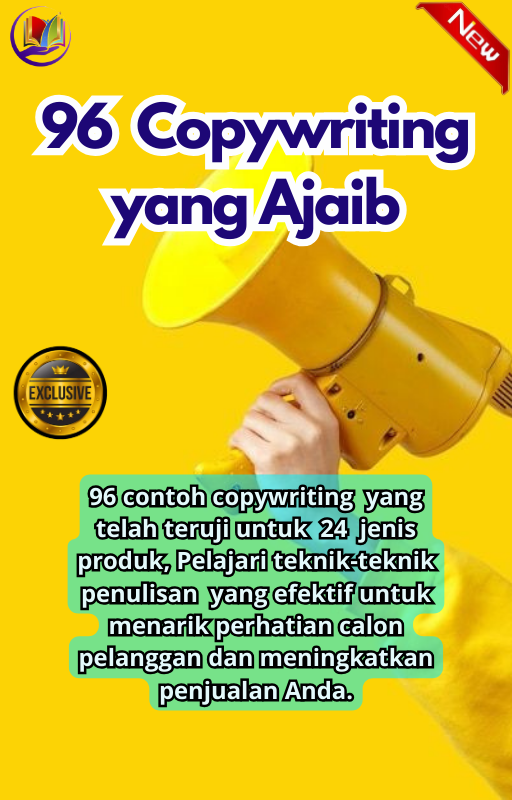 New
96 Copywriting
yang Ajaib
EXCLUSIVE
96 contoh copywriting yang
telah teruji untuk 24 jenis
produk, Pelajari teknik-teknik
penulisan yang efektif untuk
menarik perhatian calon
pelanggan dan meningkatkan
penjualan Anda.